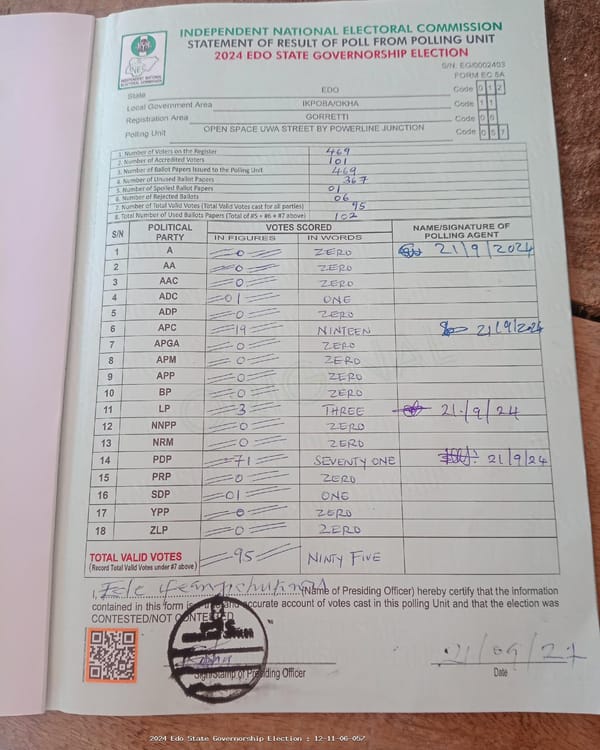 INDEPENDENT NATIONAL ELECTORAL COMMISSION
STATEMENT OF RESULT OF POLL FROM POLLING UNIT
2024 EDO STATE GOVERNORSHIP ELECTION
S/N: EG/0002403
FORM EC 8A
State EDO Code 0 1 2
Local Government Area IKPOBA/OKHA Code 1 1
Registration Area GORRETTI Code 0 6
Polling Unit OPEN SPACE UWA STREET BY POWERLINE JUNCTION Code 0 5 7
1. Number of Voters on the Register 469
2. Number of Accredited Voters 101
3. Number of Ballot Papers Issued to the Polling Unit 469
4. Number of Unused Ballot Papers 367
5. Number of Spoiled Ballot Papers 01
6. Number of Rejected Ballots 06
7. Number of Total Valid Votes (Total Valid Votes cast for all parties) 95
8. Total Number of Used Ballots Papers (Total of #5 + #6 + #7 above) 102
S/N POLITICAL PARTY VOTES SCORED NAME/SIGNATURE OF POLLING AGENT
IN FIGURES IN WORDS
1 A 0 ZERO 21/9/2024
2 AA 0 ZERO
3 AAC 0 ZERO
4 ADC 01 ONE
5 ADP 0 ZERO
6 APC 19 NINTEEN 21/9/24
7 APGA 0 ZERO
8 APM 0 ZERO
9 APP 0 ZERO
10 BP 0 ZERO
11 LP 3 THREE 21/9/24
12 NNPP 0 ZERO
13 NRM 0 ZERO
14 PDP 71 SEVENTY ONE 21/9/24
15 PRP 0 ZERO
16 SDP 01 ONE
17 YPP 0 ZERO
18 ZLP 0 ZERO
TOTAL VALID VOTES 95 NINTY FIVE
(Record Total Valid Votes under #7 above)
I, (Name of Presiding Officer) hereby certify that the information
contained in this form is and accurate account of votes cast in this polling Unit and that the election was
CONTESTED/NOT CONTESTED
21/09/24
Sign/Stamp of Presiding Officer Date
2024 Edo State Governorship Election : 12-11-06-057